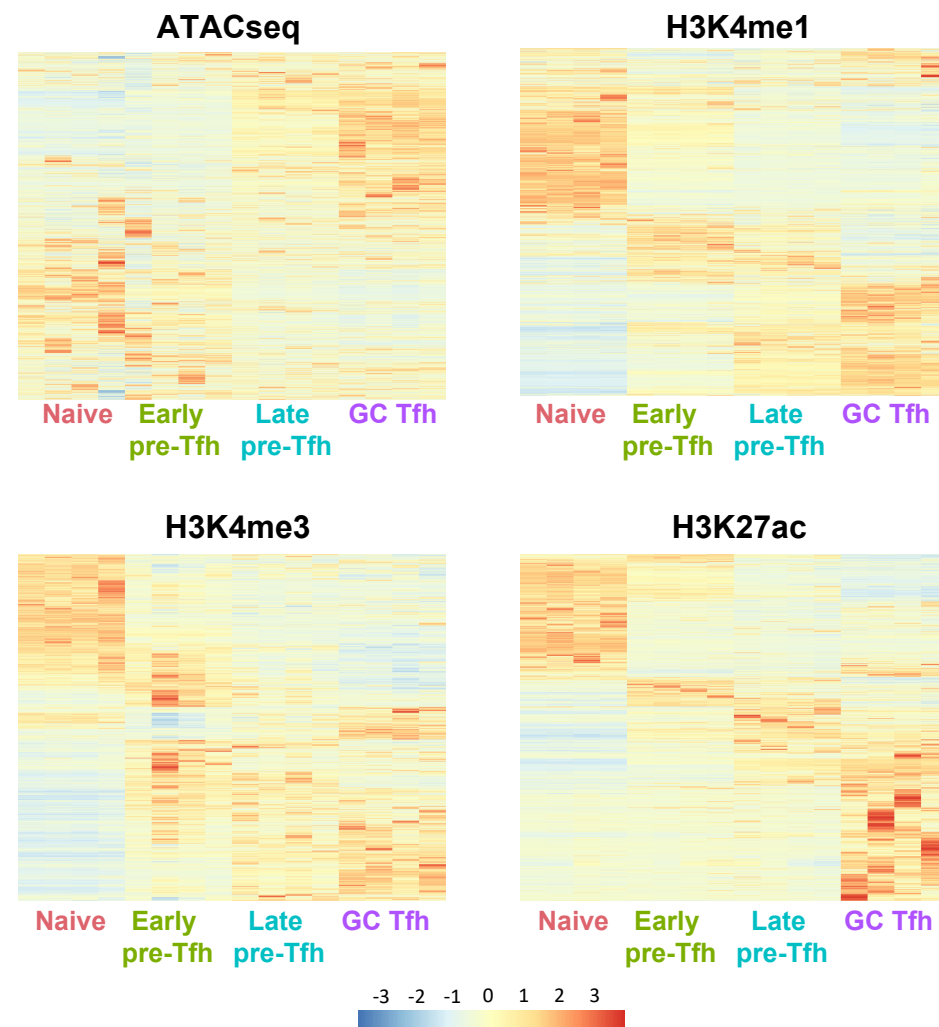 ATACseq
H3K4me1
Naive Early Late GC Tfh
pre-Tfh pre-Tfh
Naive Early Late GC Tfh
pre-Tfh pre-Tfh
H3K4me3
H3K27ac
Naive Early Late GC Tfh
pre-Tfh pre-Tfh
Naive Early Late GC Tfh
pre-Tfh pre-Tfh
-3 -2 -1 0 1 2 3